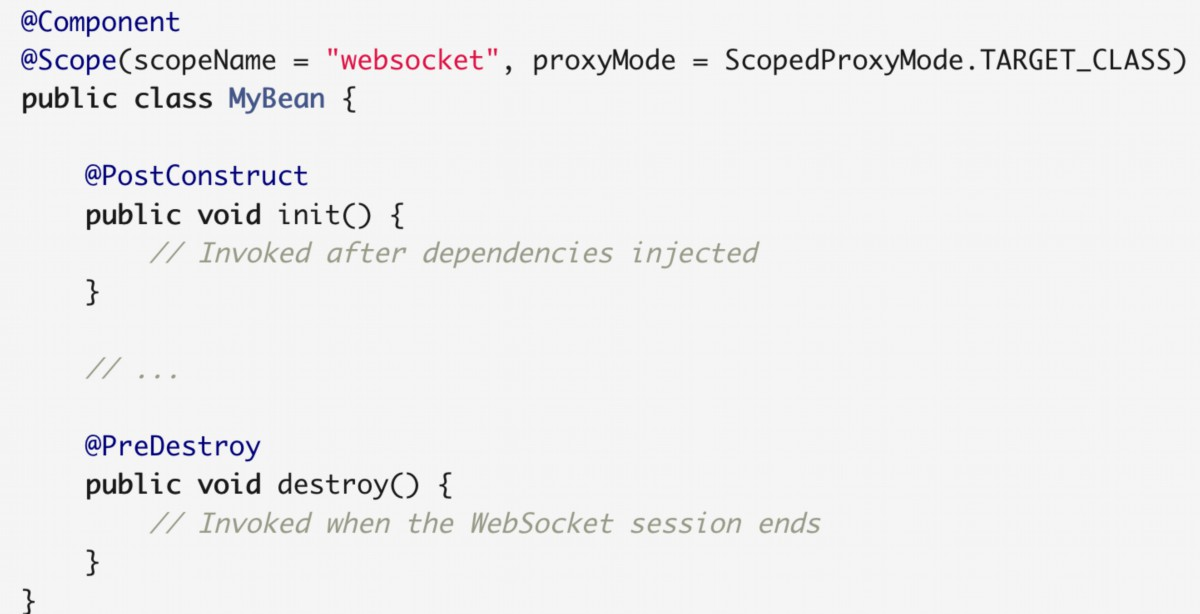 @Component
@Scope(scopeName = "websocket", proxyMode = ScopedProxyMode.TARGET_CLASS)
public class MyBean {
@PostConstruct
public void init() {
// Invoked after dependencies injected
}
// ...
@PreDestroy
public void destroy() {
// Invoked when the WebSocket session ends
}
}